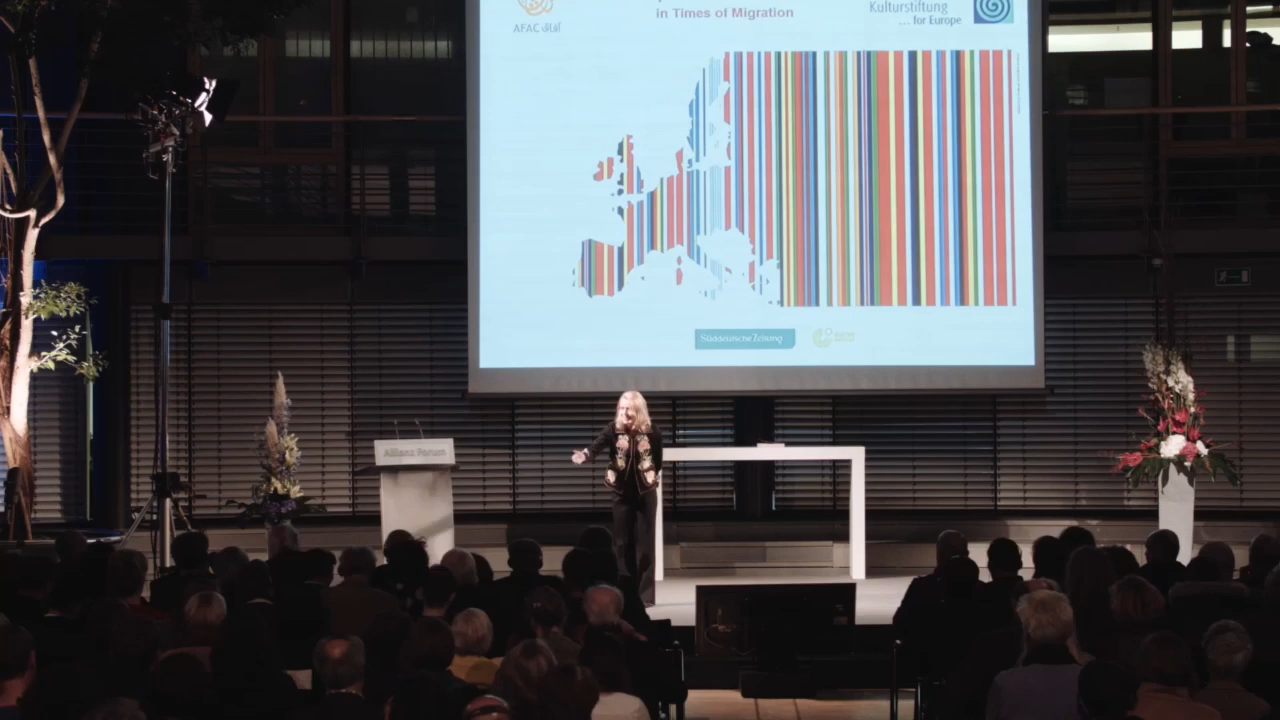 in Times of Migration
AFAC آفاق
Kulturstiftung
... for Europe
Süddeutsche Zeitung
Allianz Forum